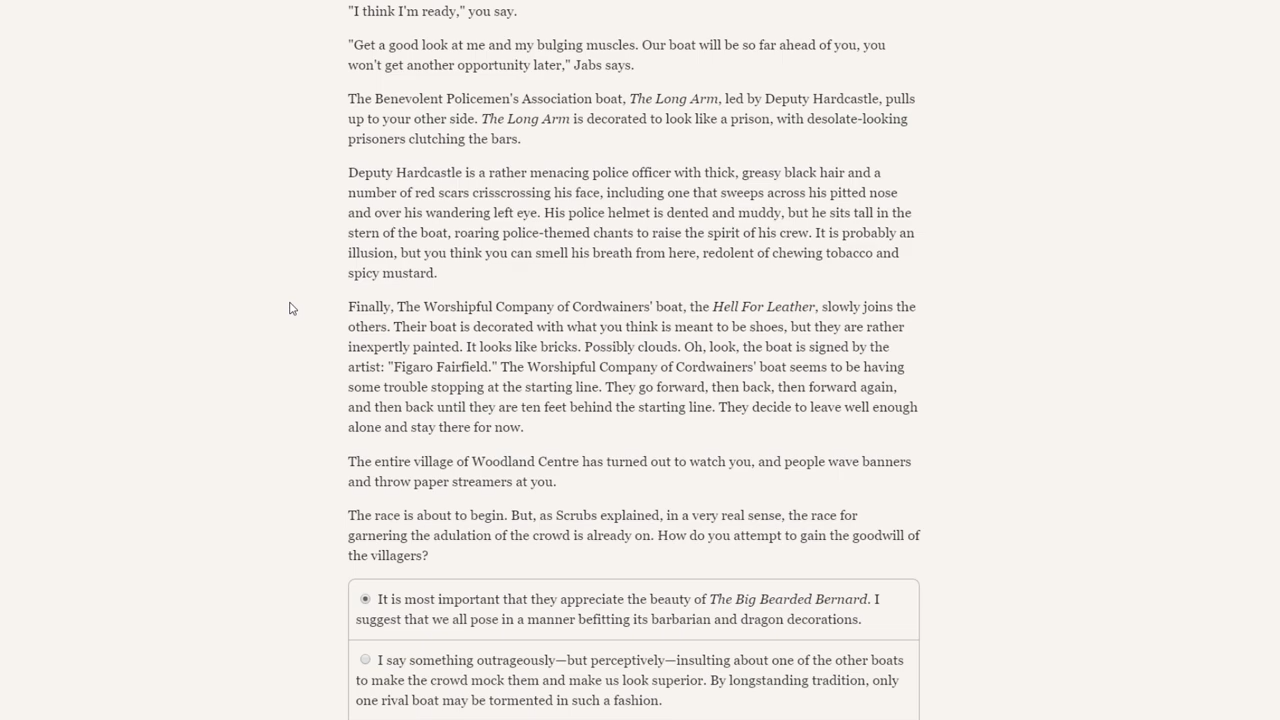 "I think I'm ready," you say.
"Get a good look at me and my bulging muscles. Our boat will be so far ahead of you, you
won't get another opportunity later," Jabs says.
The Benevolent Policemen's Association boat, The Long Arm, led by Deputy Hardcastle, pulls
up to your other side. The Long Arm is decorated to look like a prison, with desolate-looking
prisoners clutching the bars.
Deputy Hardcastle is a rather menacing police officer with thick, greasy black hair and a
number of red scars crisscrossing his face, including one that sweeps across his pitted nose
and over his wandering left eye. His police helmet is dented and muddy, but he sits tall in the
stern of the boat, roaring police-themed chants to raise the spirit of his crew. It is probably an
illusion, but you think you can smell his breath from here, redolent of chewing tobacco and
spicy mustard.
Finally, The Worshipful Company of Cordwainers' boat, the Hell For Leather, slowly joins the
others. Their boat is decorated with what you think is meant to be shoes, but they are rather
inexpertly painted. It looks like bricks. Possibly clouds. Oh, look, the boat is signed by the
artist: "Figaro Fairfield." The Worshipful Company of Cordwainers' boat seems to be having
some trouble stopping at the starting line. They go forward, then back, then forward again,
and then back until they are ten feet behind the starting line. They decide to leave well enough
alone and stay there for now.
The entire village of Woodland Centre has turned out to watch you, and people wave banners
and throw paper streamers at you.
The race is about to begin. But, as Scrubs explained, in a very real sense, the race for
garnering the adulation of the crowd is already on. How do you attempt to gain the goodwill of
the villagers?
It is most important that they appreciate the beauty of The Big Bearded Bernard. I
suggest that we all pose in a manner befitting its barbarian and dragon decorations.
I say something outrageously—but perceptively—insulting about one of the other boats
to make the crowd mock them and make us look superior. By longstanding tradition, only
one rival boat may be tormented in such a fashion.